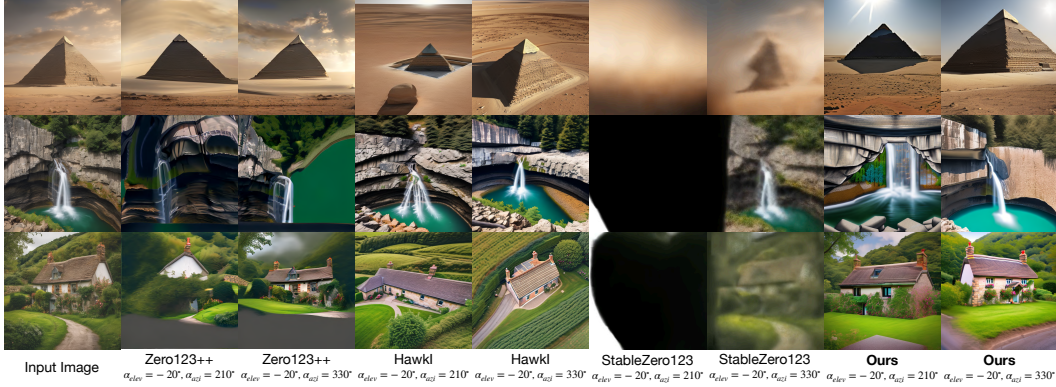 Input Image
Zero123++
α_elev = − 20°, α_azi = 210°
Zero123++
α_elev = − 20°, α_azi = 330°
HawkI
α_elev = − 20°, α_azi = 210°
HawkI
α_elev = − 20°, α_azi = 330°
StableZero123
α_elev = − 20°, α_azi = 210°
StableZero123
α_elev = − 20°, α_azi = 330°
Ours
α_elev = − 20°, α_azi = 210°
Ours
α_elev = − 20°, α_azi = 330°